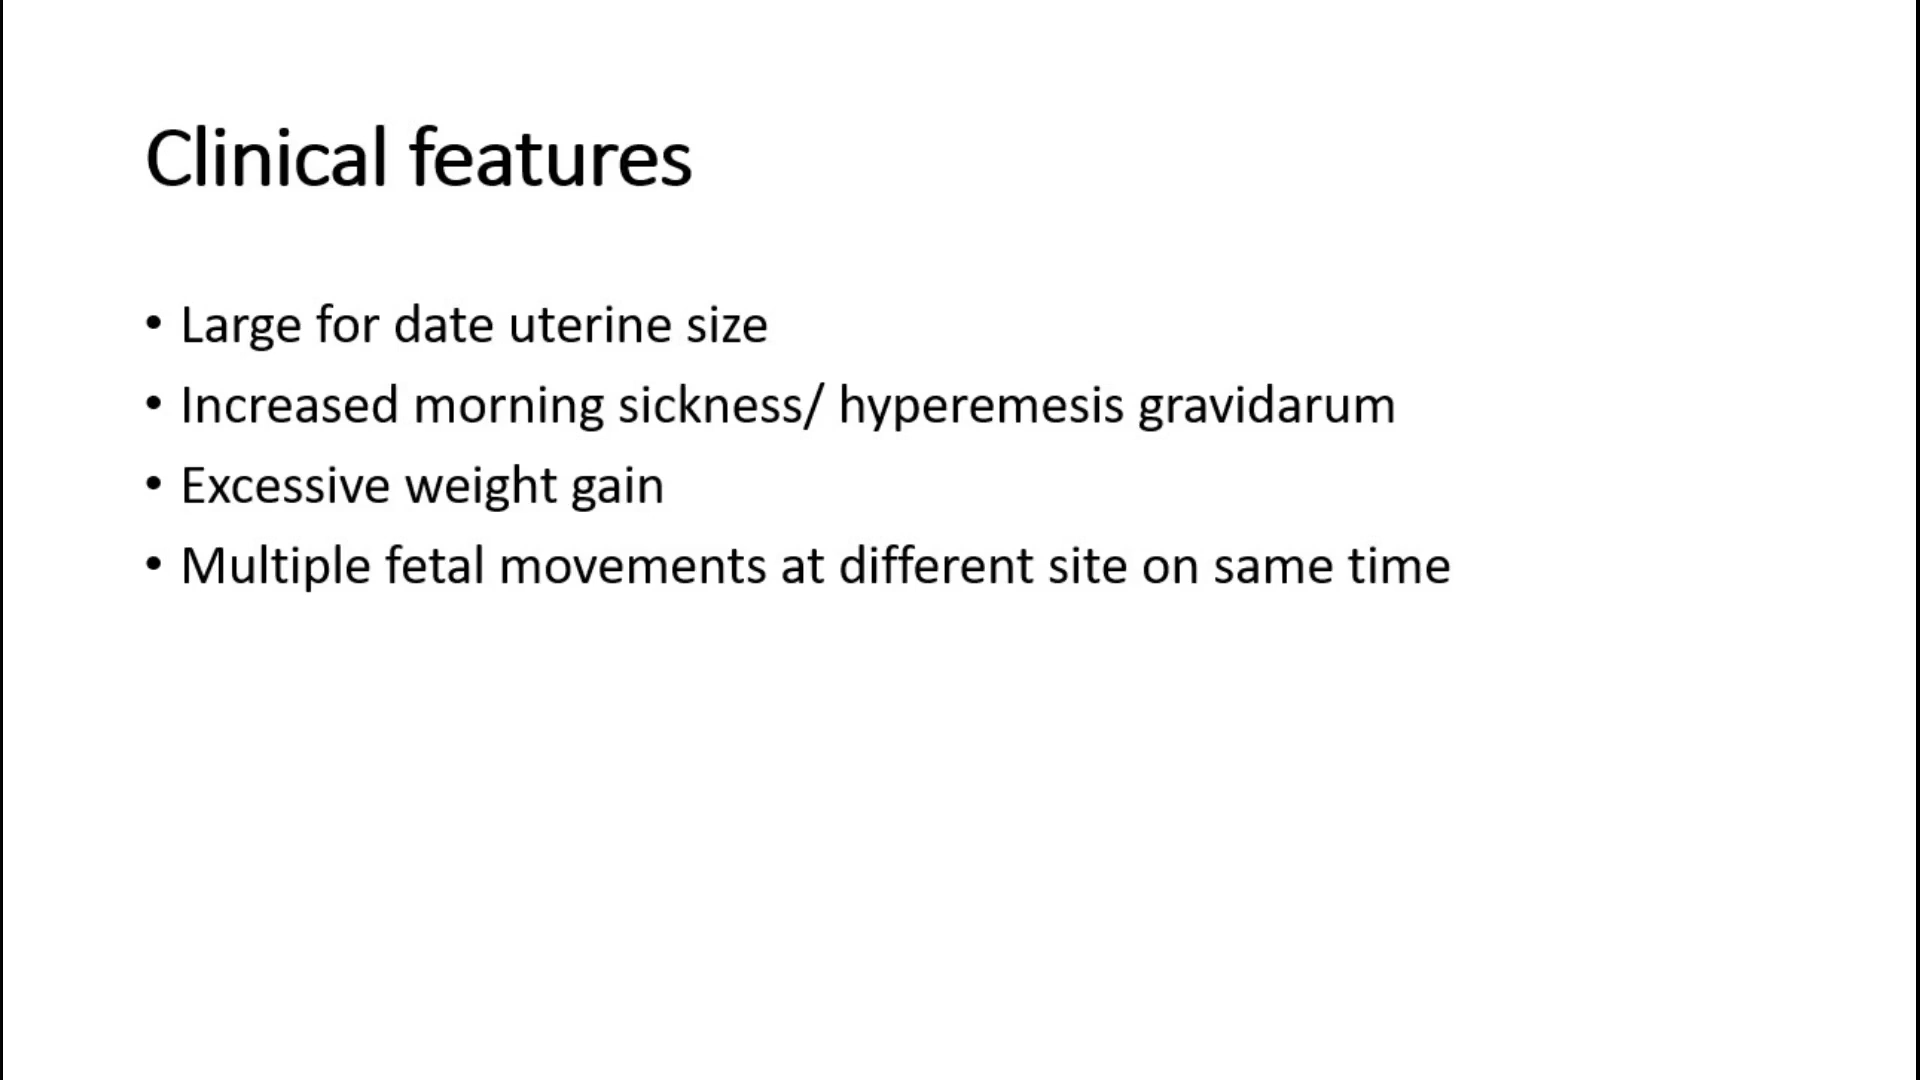 Clinical features
• Large for date uterine size
• Increased morning sickness/ hyperemesis gravidarum
• Excessive weight gain
• Multiple fetal movements at different site on same time